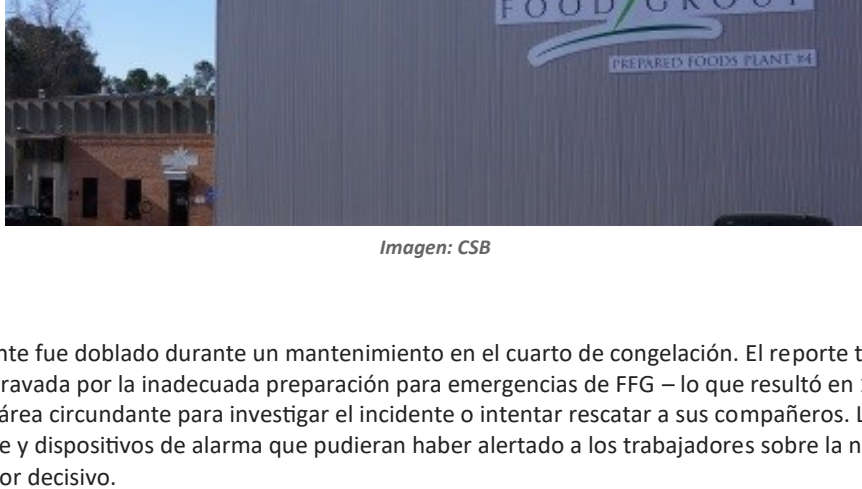 FOOD GROUP
PREPARED FOODS PLANT #4
Imagen: CSB
nte fue doblado durante un mantenimiento en el cuarto de congelación. El reporte t
ravada por la inadecuada preparación para emergencias de FFG – lo que resultó en
área circundante para investigar el incidente o intentar rescatar a sus compañeros. L
e y dispositivos de alarma que pudieran haber alertado a los trabajadores sobre la n
or decisivo.